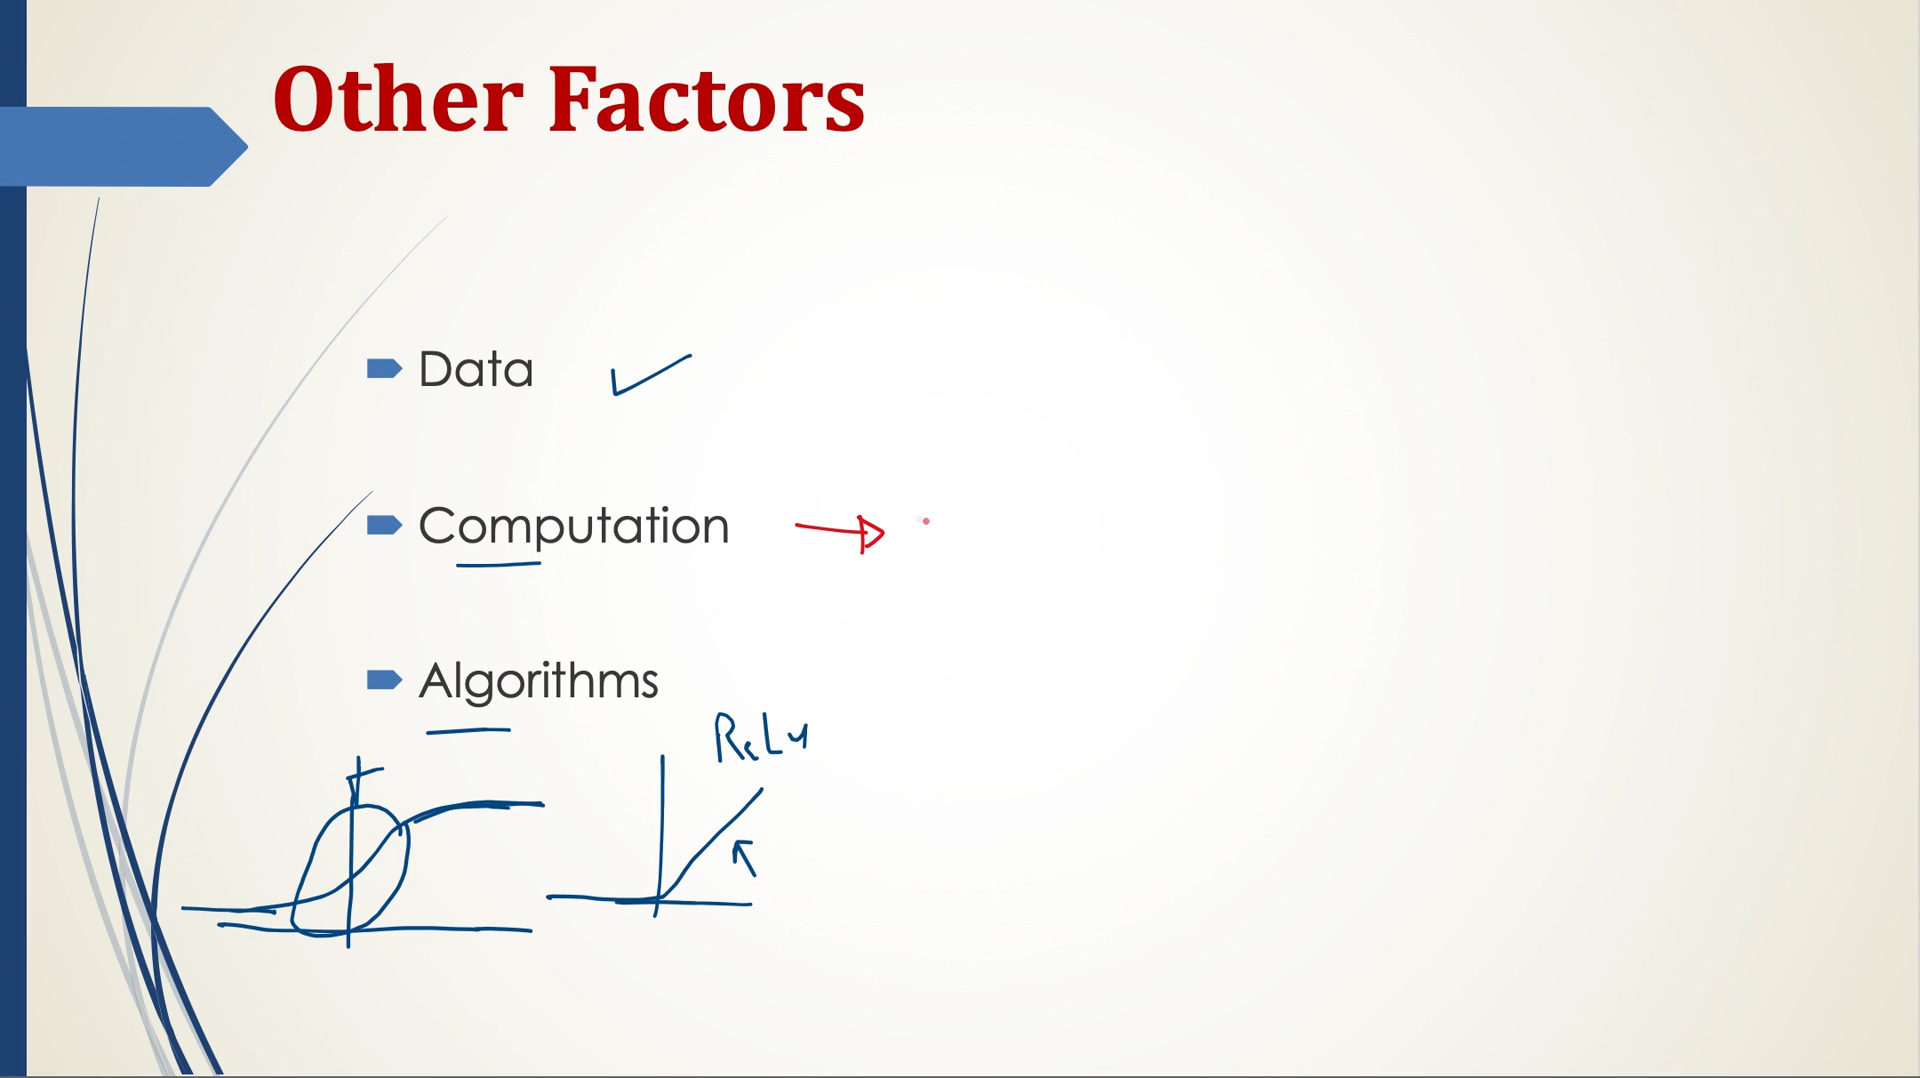 Other Factors
Data
Computation
Algorithms
ReLu